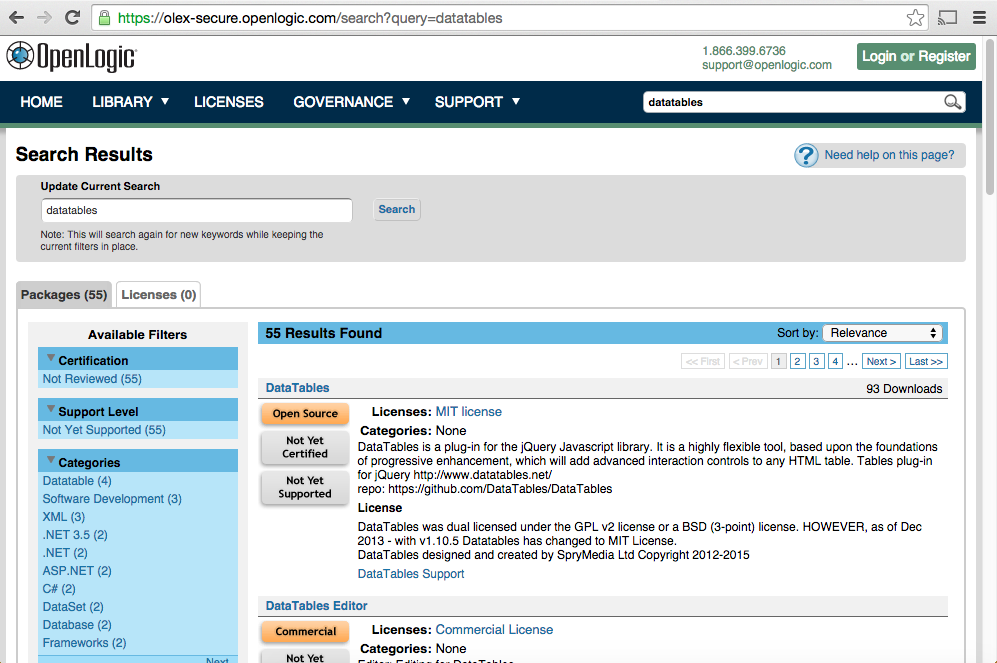 https://olex-secure.openlogic.com/search?query=datatables
OpenLogic
1.866.399.6736
support@openlogic.com
Login or Register
HOME LIBRARY ▼ LICENSES GOVERNANCE ▼ SUPPORT ▼ datatables
Search Results
? Need help on this page?
Update Current Search
datatables Search
Note: This will search again for new keywords while keeping the
current filters in place.
Packages (55) Licenses (0)
Available Filters
▼ Certification
Not Reviewed (55)
▼ Support Level
Not Yet Supported (55)
▼ Categories
Datatable (4)
Software Development (3)
XML (3)
.NET 3.5 (2)
.NET (2)
ASP.NET (2)
C# (2)
DataSet (2)
Database (2)
Frameworks (2)
Next
55 Results Found Sort by: Relevance
<< First < Prev 1 2 3 4 ... Next > Last >>
DataTables 93 Downloads
Open Source
Not Yet
Certified
Not Yet
Supported
Licenses: MIT license
Categories: None
DataTables is a plug-in for the jQuery Javascript library. It is a highly flexible tool, based upon the foundations
of progressive enhancement, which will add advanced interaction controls to any HTML table. Tables plug-in
for jQuery http://www.datatables.net/
repo: https://github.com/DataTables/DataTables
License
DataTables was dual licensed under the GPL v2 license or a BSD (3-point) license. HOWEVER, as of Dec
2013 - with v1.10.5 Datatables has changed to MIT License.
DataTables designed and created by SpryMedia Ltd Copyright 2012-2015
DataTables Support
DataTables Editor
Commercial
Not Yet
Licenses: Commercial License
Categories: None
Editor: Editing for DataTables